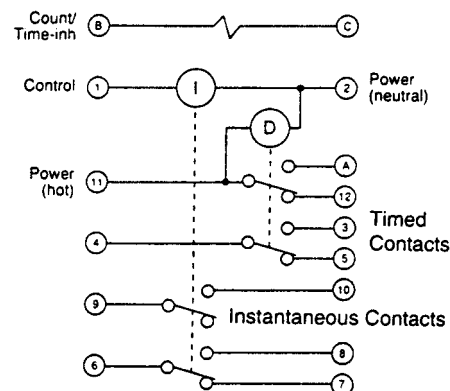 Count/
Time-inh
B
C
Control
1
I
2
Power
(neutral)
D
Power
(hot)
11
A
12
4
3
Timed
Contacts
5
9
10
Instantaneous Contacts
6
8
7